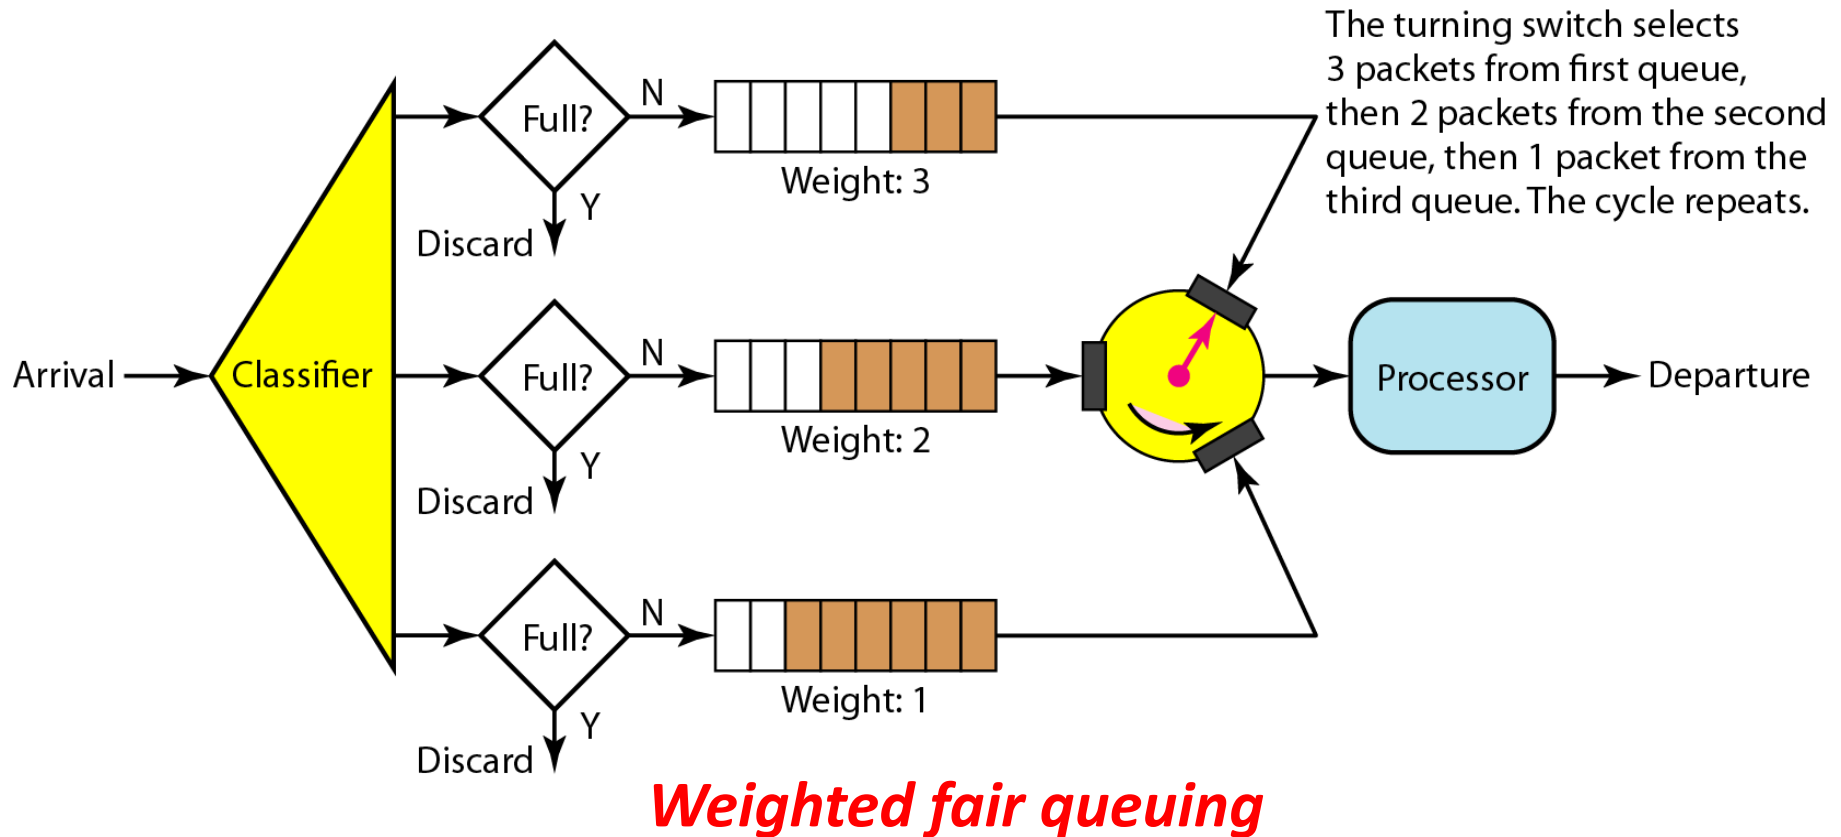 The turning switch selects
3 packets from first queue,
then 2 packets from the second
queue, then 1 packet from the
third queue. The cycle repeats.
Full?
N
Weight: 3
Y
Discard
Arrival
Classifier
Full?
N
Weight: 2
Y
Discard
Processor
Departure
Full?
N
Weight: 1
Y
Discard
Weighted fair queuing